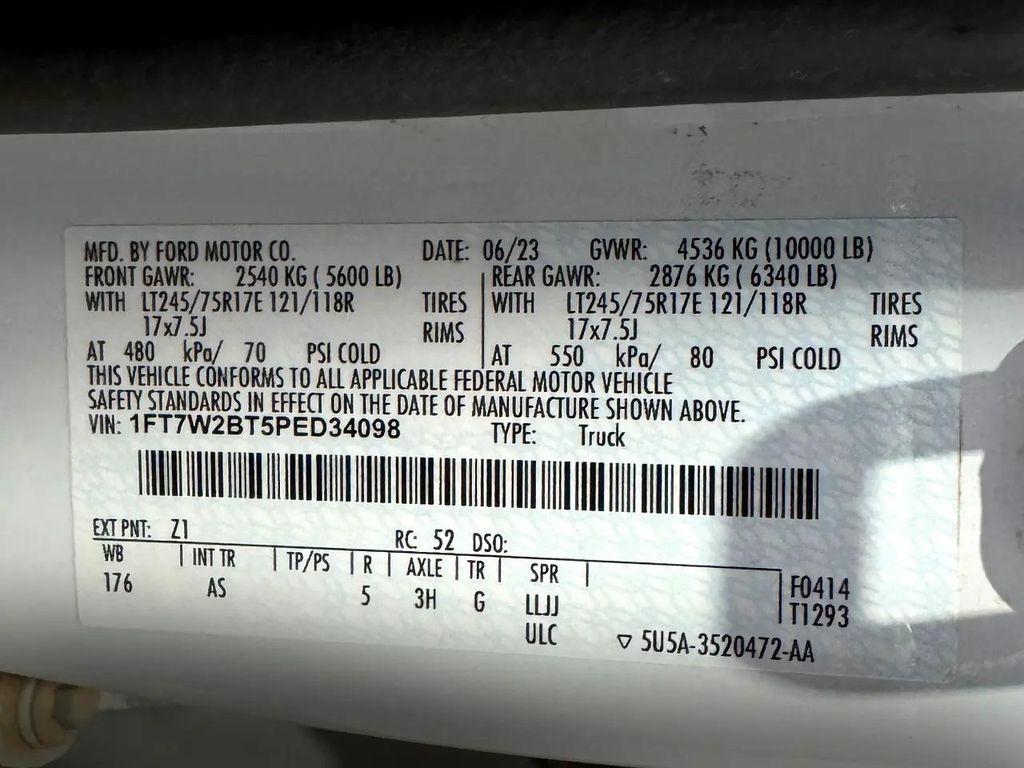 MFD. BY FORD MOTOR CO. DATE: 06/23 GVWR: 4536 KG (10000 LB)
FRONT GAWR: 2540 KG ( 5600 LB) REAR GAWR: 2876 KG ( 6340 LB)
WITH LT245/75R17E 121/118R TIRES WITH LT245/75R17E 121/118R TIRES
17x7.5J RIMS 17x7.5J RIMS
AT 480 kPa/ 70 PSI COLD AT 550 kPa/ 80 PSI COLD
THIS VEHICLE CONFORMS TO ALL APPLICABLE FEDERAL MOTOR VEHICLE
SAFETY STANDARDS IN EFFECT ON THE DATE OF MANUFACTURE SHOWN ABOVE.
VIN: 1FT7W2BT5PED34098 TYPE: Truck
EXT PNT: Z1 RC: 52 DSO:
WB INT TR TP/PS R AXLE TR SPR F0414
176 AS 5 3H G LLJJ T1293
ULC ▽ 5U5A-3520472-AA